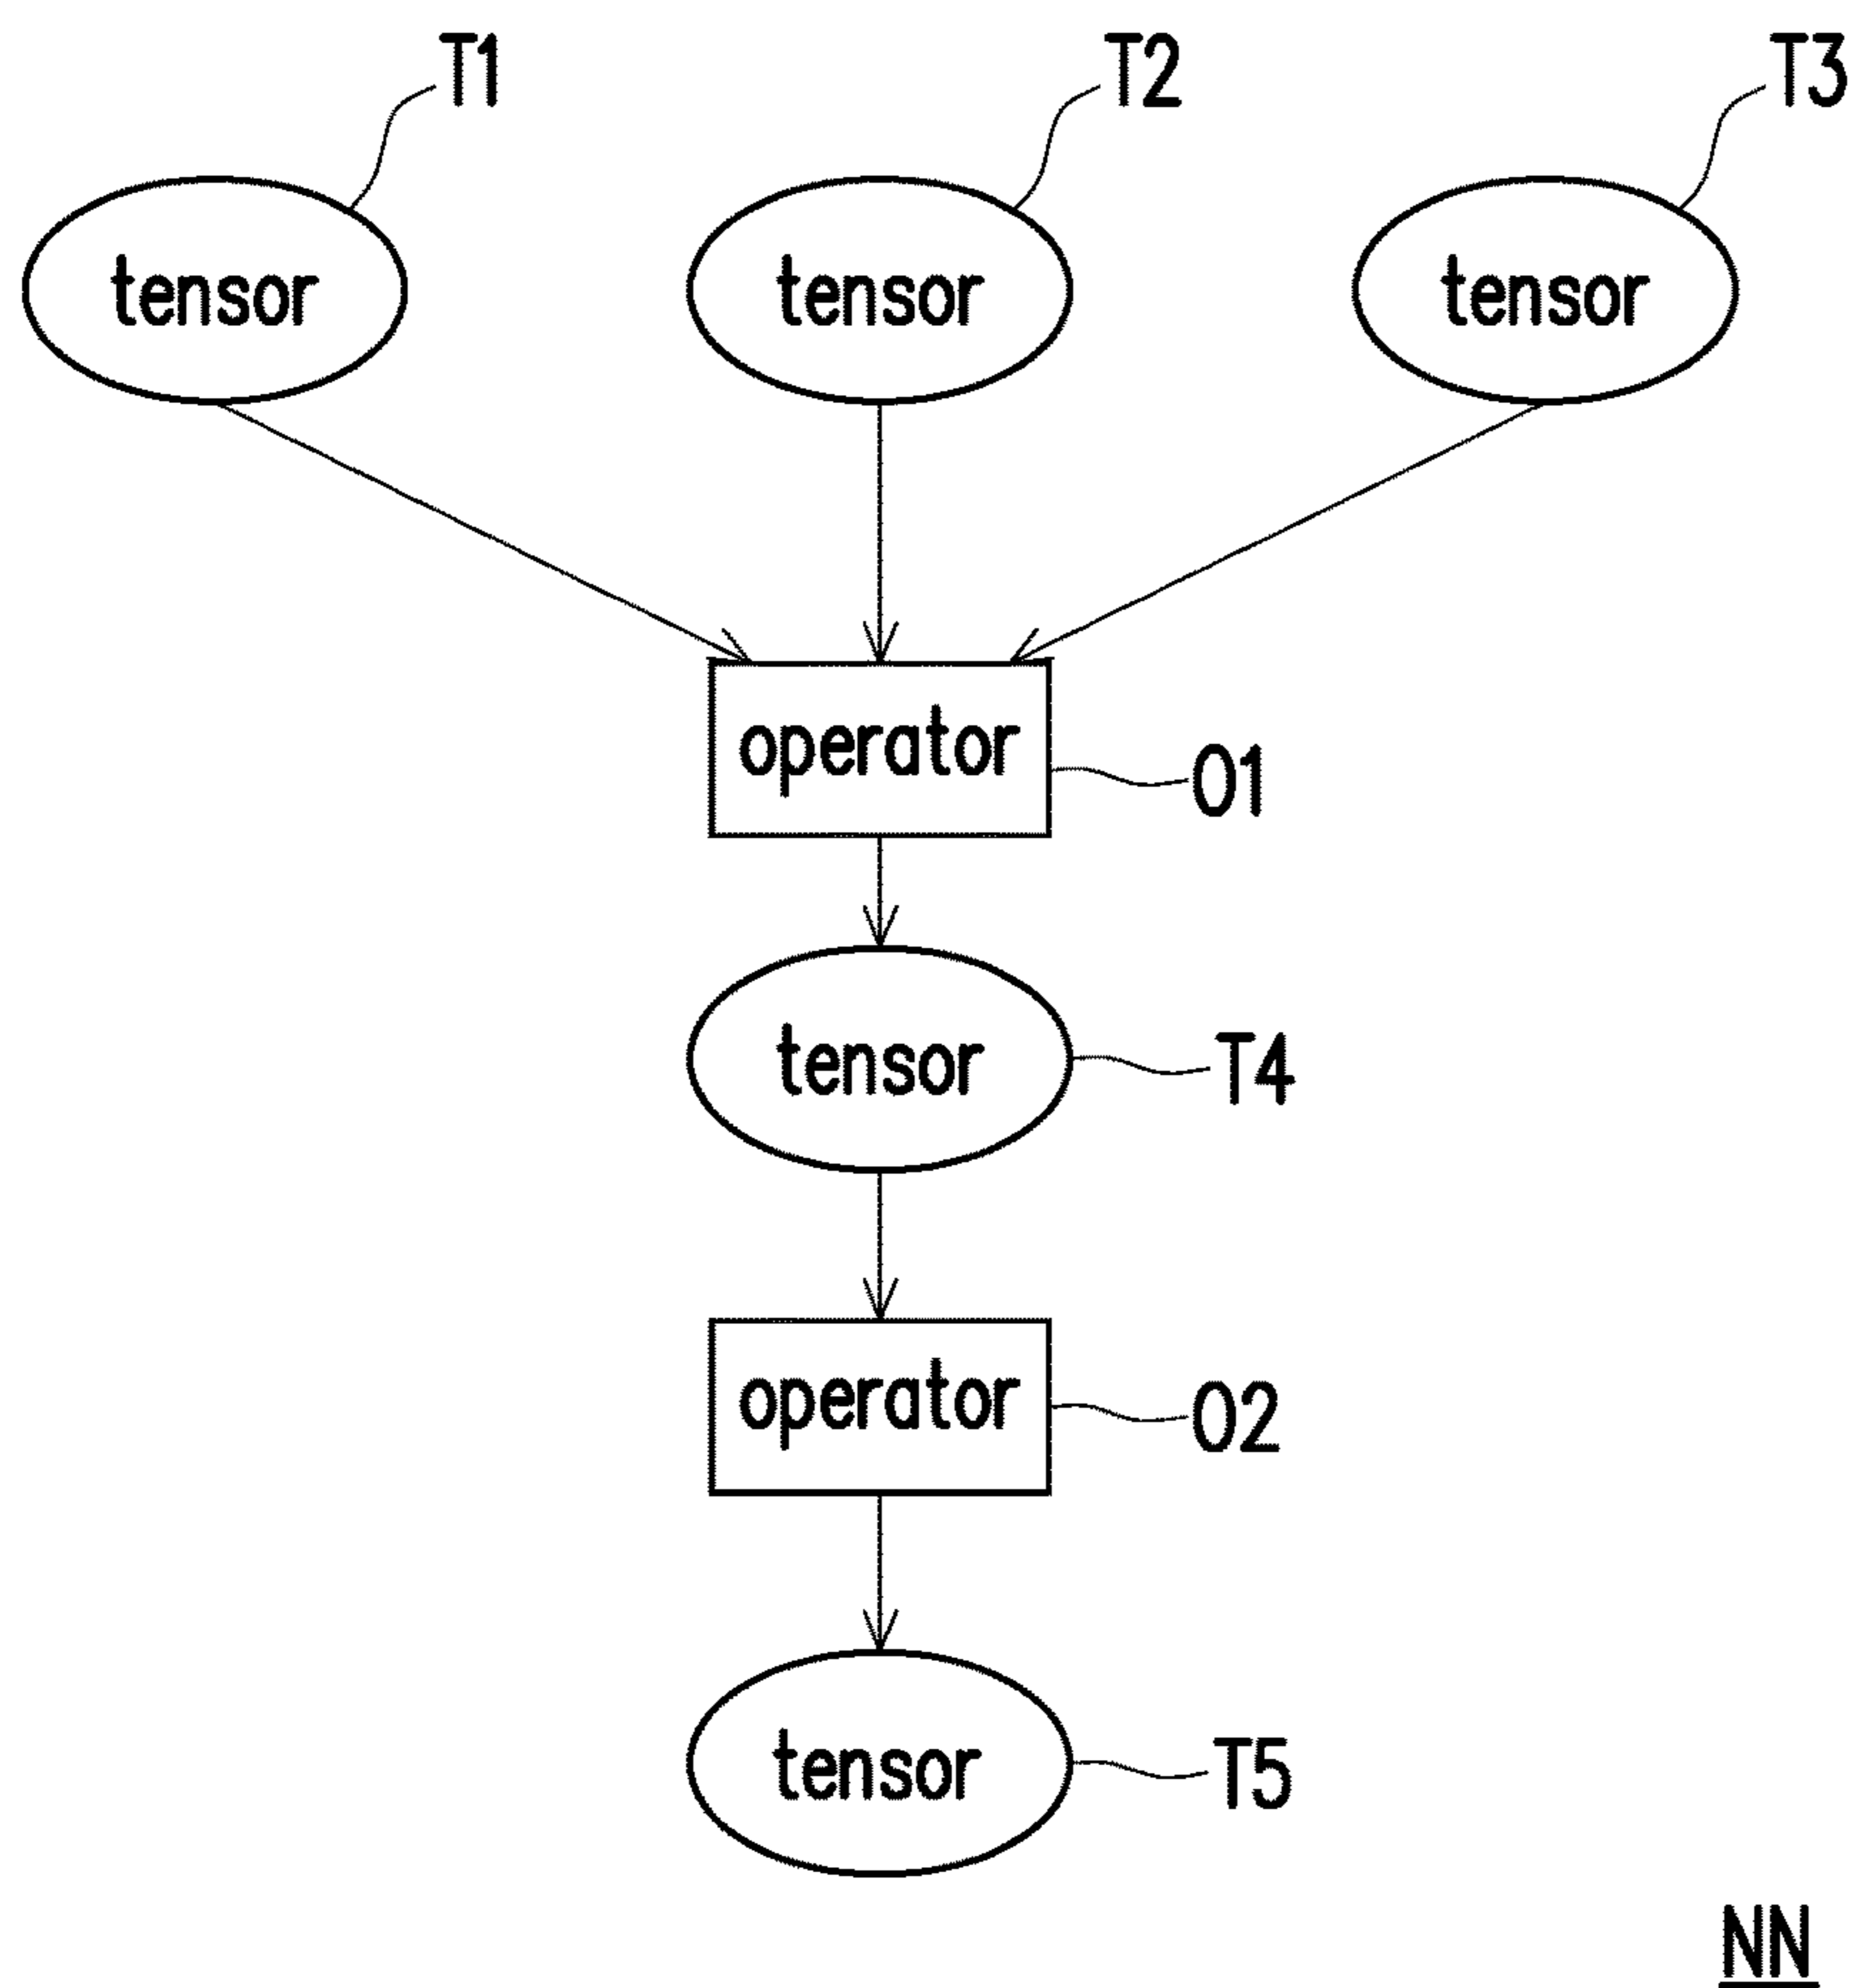 T1
T2
T3
tensor
tensor
tensor
operator
O1
tensor
T4
operator
O2
tensor
T5
NN